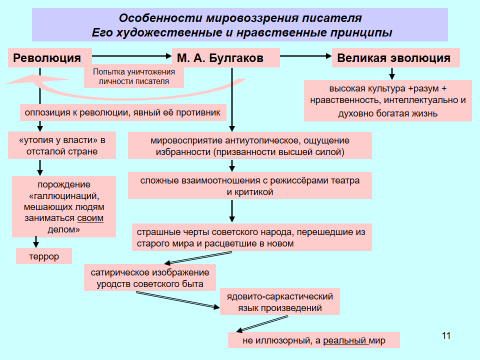 Особенности мировоззрения писателя
Его художественные и нравственные принципы
Революция
М. А. Булгаков
Великая эволюция
Попытка уничтожения
личности писателя
высокая культура +разум +
нравственность, интеллектуально и
духовно богатая жизнь
оппозиция к революции, явный её противник
«утопия у власти» в
отсталой стране
мировосприятие антиутопическое, ощущение
избранности (призванности высшей силой)
порождение
«галлюцинаций,
мешающих людям
заниматься своим
делом»
сложные взаимоотношения с режиссёрами театра
и критикой
страшные черты советского народа, перешедшие из
старого мира и расцветшие в новом
террор
сатирическое изображение
уродств советского быта
ядовито-саркастический
язык произведений
не иллюзорный, а реальный мир
11